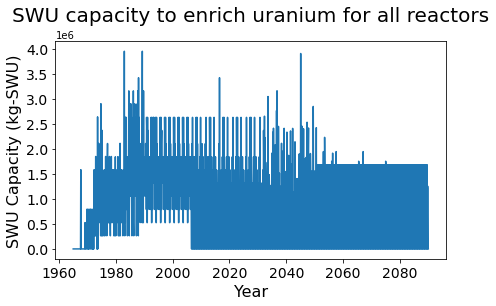 SWU capacity to enrich uranium for all reactors
1e6
4.0
3.5
3.0
2.5
2.0
1.5
1.0
0.5
0.0
SWU Capacity (kg-SWU)
1960 1980 2000 2020 2040 2060 2080
Year